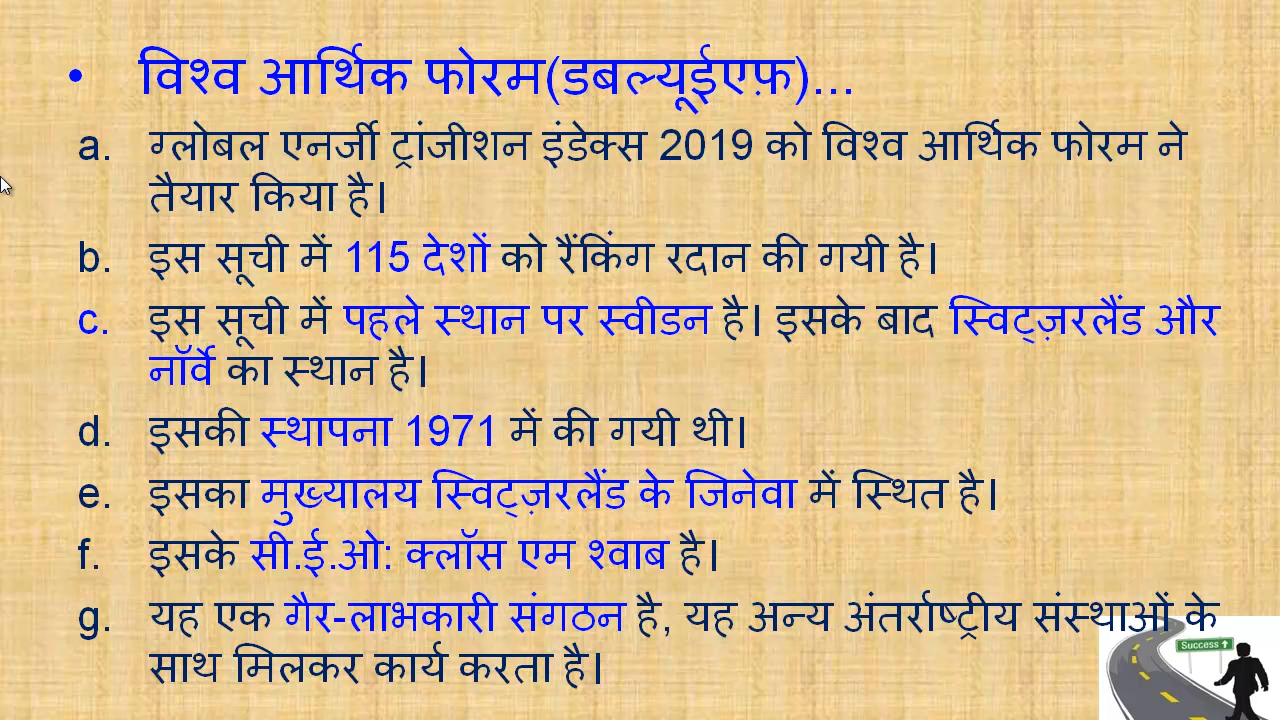 • विश्व आर्थिक फोरम(डबल्यूईएफ़)...
a. ग्लोबल एनर्जी ट्रांजीशन इंडेक्स 2019 को विश्व आर्थिक फोरम ने
तैयार किया है।
b. इस सूची में 115 देशों को रैंकिंग रदान की गयी है।
c. इस सूची में पहले स्थान पर स्वीडन है। इसके बाद स्विट्ज़रलैंड और
नॉर्वे का स्थान है।
d. इसकी स्थापना 1971 में की गयी थी।
e. इसका मुख्यालय स्विट्ज़रलैंड के जिनेवा में स्थित है।
f. इसके सी.ई.ओ: क्लॉस एम श्वाब है।
g. यह एक गैर-लाभकारी संगठन है, यह अन्य अंतर्राष्ट्रीय संस्थाओं के
साथ मिलकर कार्य करता है।
Success ↑